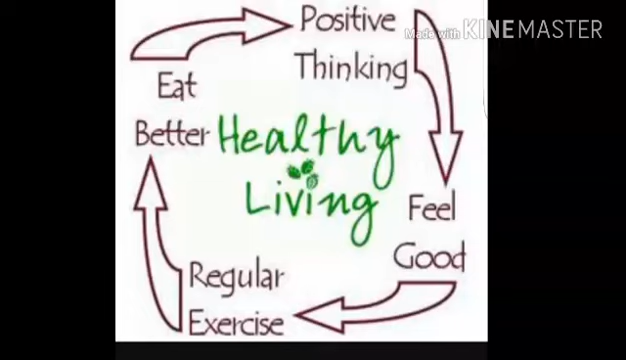 Positive
Thinking
Made with KINEMASTER
Eat
Better
Healthy
Living
Feel
Good
Regular
Exercise